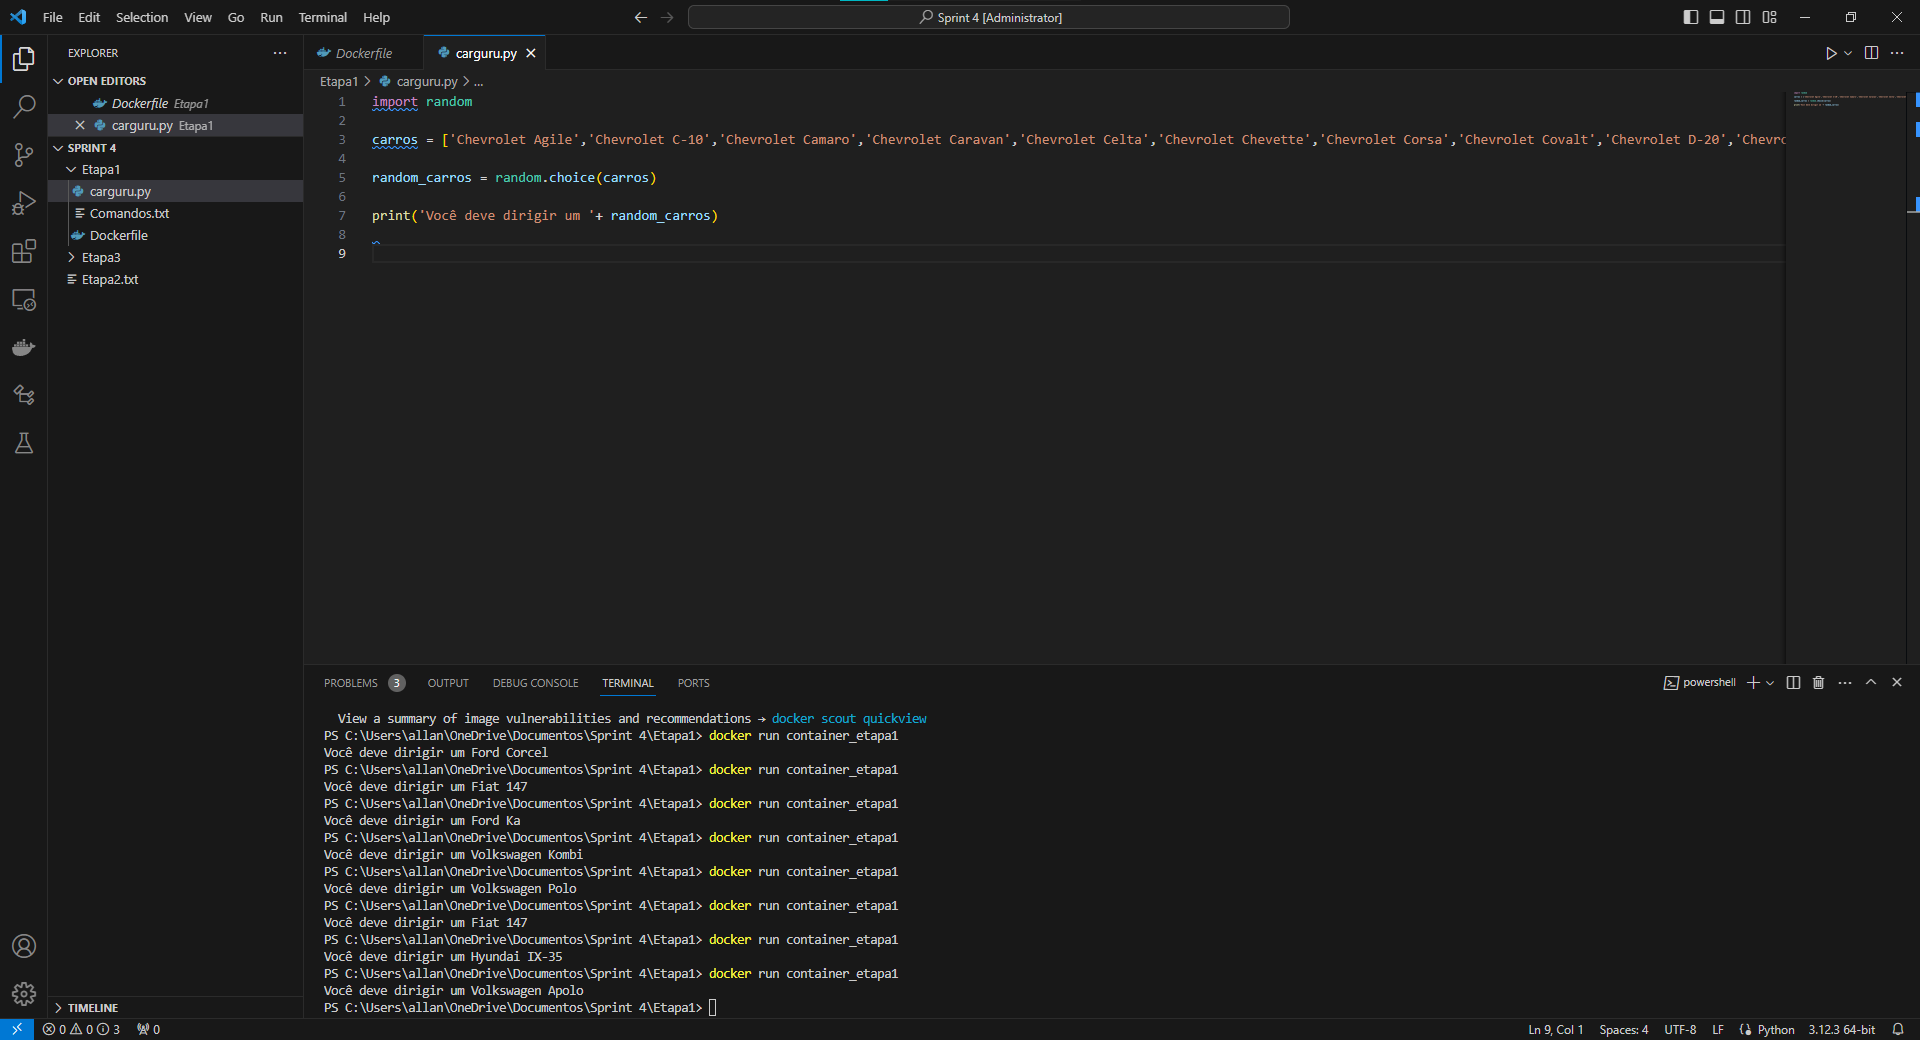 File Edit Selection View Go Run Terminal Help
Sprint 4 [Administrator]
EXPLORER
OPEN EDITORS
Dockerfile Etapa1
carguru.py Etapa1
SPRINT 4
Etapa1
carguru.py
Comandos.txt
Dockerfile
Etapa3
Etapa2.txt
TIMELINE
Dockerfile
carguru.py
Etapa1 > carguru.py > ...
1 import random
2
3 carros = ['Chevrolet Agile','Chevrolet C-10','Chevrolet Camaro','Chevrolet Caravan','Chevrolet Celta','Chevrolet Chevette','Chevrolet Corsa','Chevrolet Covalt','Chevrolet D-20','Chevro
4
5 random_carros = random.choice(carros)
6
7 print('Você deve dirigir um '+ random_carros)
8
9
PROBLEMS 3 OUTPUT DEBUG CONSOLE TERMINAL PORTS
powershell
View a summary of image vulnerabilities and recommendations → docker scout quickview
PS C:\Users\allan\OneDrive\Documentos\Sprint 4\Etapa1> docker run container_etapa1
Você deve dirigir um Ford Corcel
PS C:\Users\allan\OneDrive\Documentos\Sprint 4\Etapa1> docker run container_etapa1
Você deve dirigir um Fiat 147
PS C:\Users\allan\OneDrive\Documentos\Sprint 4\Etapa1> docker run container_etapa1
Você deve dirigir um Ford Ka
PS C:\Users\allan\OneDrive\Documentos\Sprint 4\Etapa1> docker run container_etapa1
Você deve dirigir um Volkswagen Kombi
PS C:\Users\allan\OneDrive\Documentos\Sprint 4\Etapa1> docker run container_etapa1
Você deve dirigir um Volkswagen Polo
PS C:\Users\allan\OneDrive\Documentos\Sprint 4\Etapa1> docker run container_etapa1
Você deve dirigir um Fiat 147
PS C:\Users\allan\OneDrive\Documentos\Sprint 4\Etapa1> docker run container_etapa1
Você deve dirigir um Hyundai IX-35
PS C:\Users\allan\OneDrive\Documentos\Sprint 4\Etapa1> docker run container_etapa1
Você deve dirigir um Volkswagen Apolo
PS C:\Users\allan\OneDrive\Documentos\Sprint 4\Etapa1>
0 0 3 0 Ln 9, Col 1 Spaces: 4 UTF-8 LF Python 3.12.3 64-bit